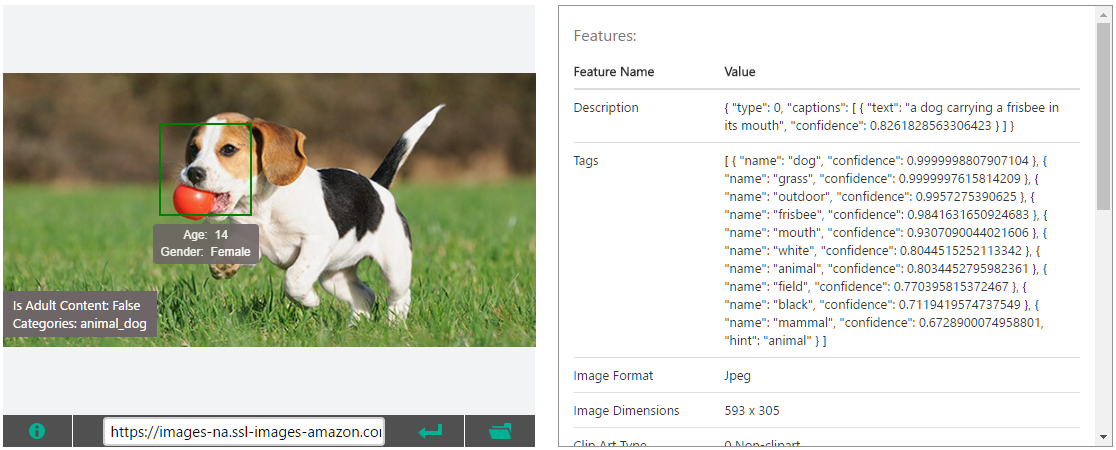 Age: 14
Gender: Female
Is Adult Content: False
Categories: animal_dog
https://images-na.ssl-images-amazon.co
Features:
Feature Name Value
Description { "type": 0, "captions": [ { "text": "a dog carrying a frisbee in
its mouth", "confidence": 0.8261828563306423 } ] }
Tags [ { "name": "dog", "confidence": 0.9999998807907104 }, {
"name": "grass", "confidence": 0.9999997615814209 }, {
"name": "outdoor", "confidence": 0.9957275390625 }, {
"name": "frisbee", "confidence": 0.9841631650924683 }, {
"name": "mouth", "confidence": 0.9307090044021606 }, {
"name": "white", "confidence": 0.8044515252113342 }, {
"name": "animal", "confidence": 0.8034452795982361 }, {
"name": "field", "confidence": 0.770395815372467 }, {
"name": "black", "confidence": 0.7119419574737549 }, {
"name": "mammal", "confidence": 0.6728900074958801,
"hint": "animal" } ]
Image Format Jpeg
Image Dimensions 593 x 305
Clip Art Type 0 Non-clipart